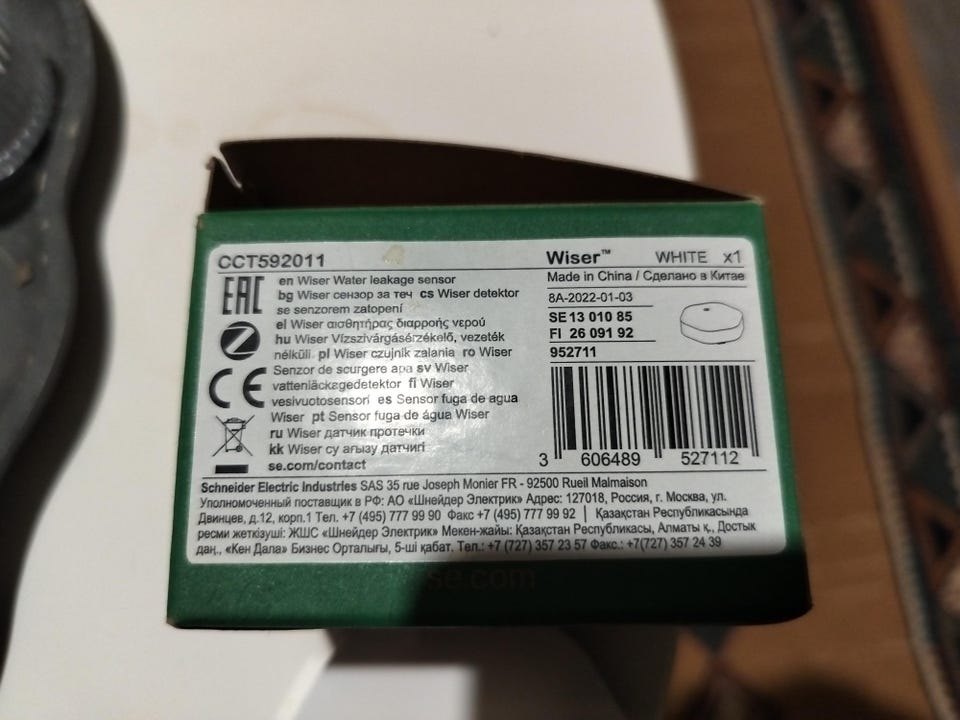 CCT592011
Wiser™ WHITE x1
Made in China / Сделано в Китае
8A-2022-01-03
SE 13 010 85
FI 26 091 92
952711
EAC
en Wiser Water leakage sensor
bg Wiser сензор за теч cs Wiser detektor
se senzorem zatopení
el Wiser αισθητήρας διαρροής νερού
hu Wiser Vízszivárgásérzékelő, vezeték
nélküli pl Wiser czujnik zalania ro Wiser
Senzor de scurgere apa sv Wiser
vattenläckagedetektor fi Wiser
vesivuotosensori es Sensor fuga de agua
Wiser pt Sensor fuga de água Wiser
ru Wiser датчик протечки
kk Wiser су ағызу датчигі
se.com/contact
CE
3 606489 527112
Schneider Electric Industries SAS 35 rue Joseph Monier FR - 92500 Rueil Malmaison
Уполномоченный поставщик в РФ: АО «Шнейдер Электрик» Адрес: 127018, Россия, г. Москва, ул.
Двинцев, д.12, корп.1 Тел. +7 (495) 777 99 90 Факс +7 (495) 777 99 92 | Қазақстан Республикасында
ресми жеткізуші: ЖШС «Шнейдер Электрик» Мекен-жайы: Қазақстан Республикасы, Алматы қ., Достык
даң., «Кен Дала» Бизнес Орталығы, 5-ші қабат. Тел.: +7 (727) 357 23 57 Факс.: +7(727) 357 24 39
se.com